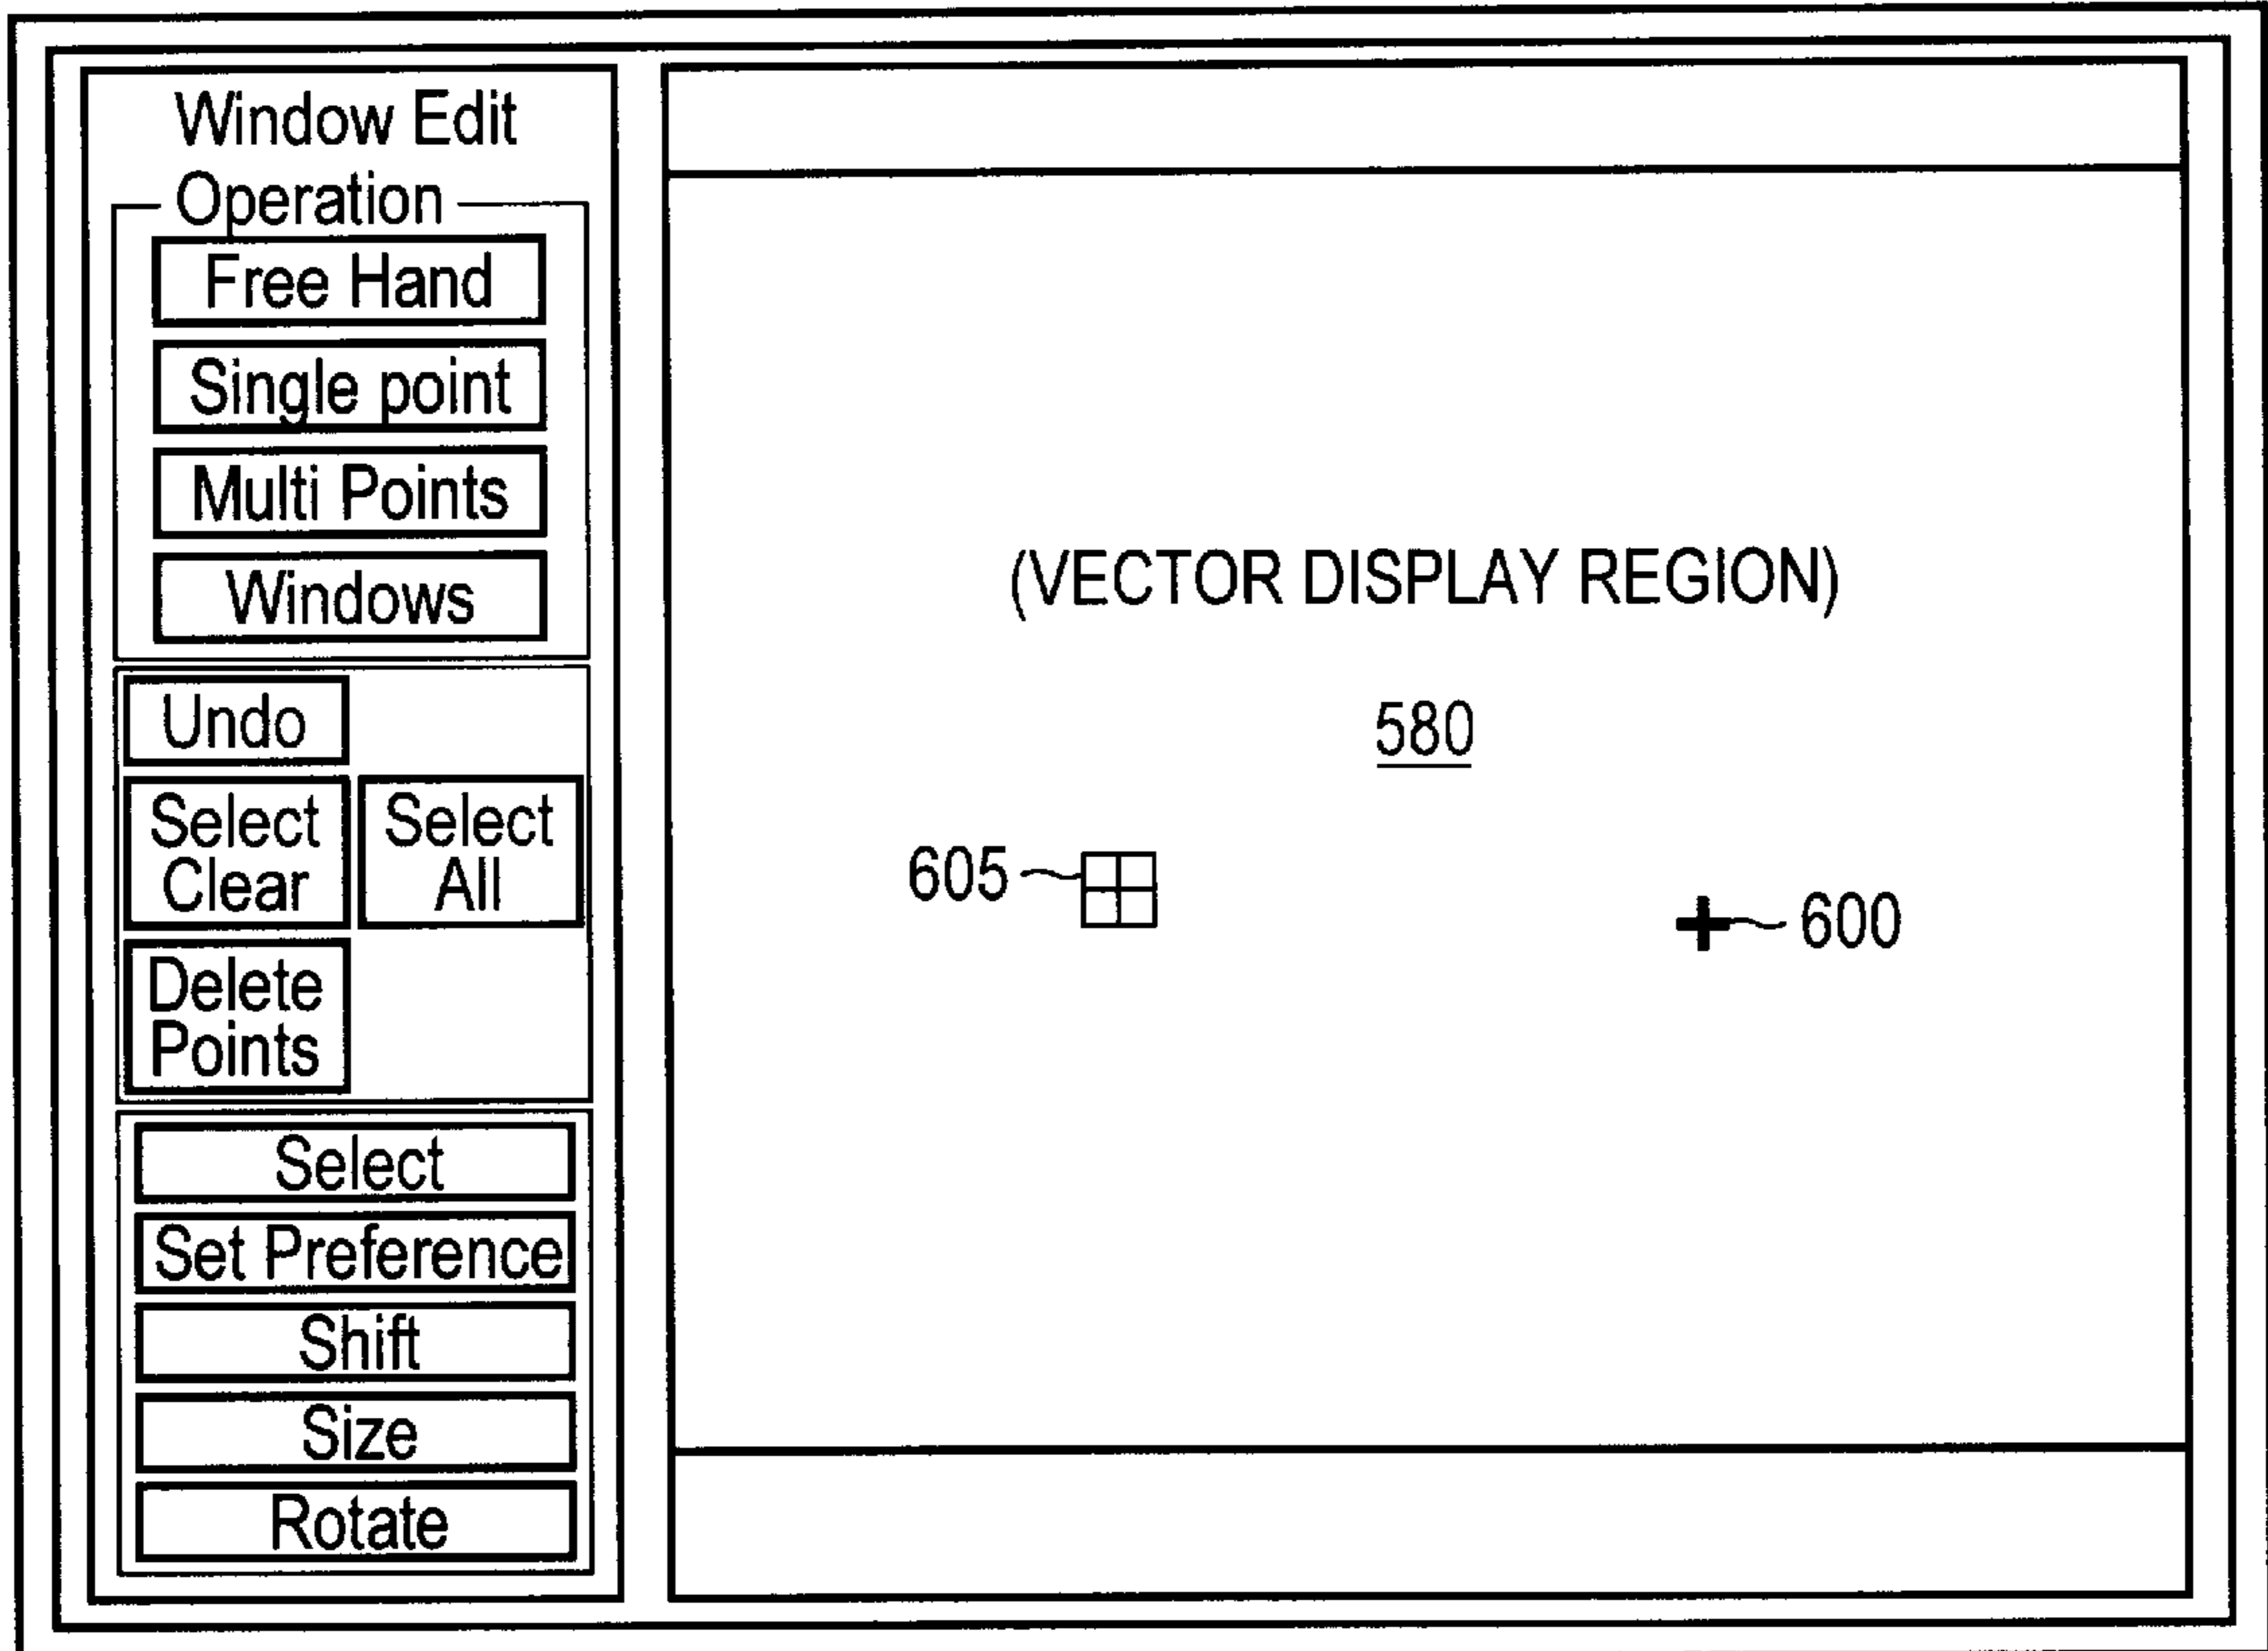 Window Edit
Operation
Free Hand
Single point
Multi Points
Windows
Undo
Select
Clear
Select
All
Delete
Points
Select
Set Preference
Shift
Size
Rotate
(VECTOR DISPLAY REGION)
580
605
600